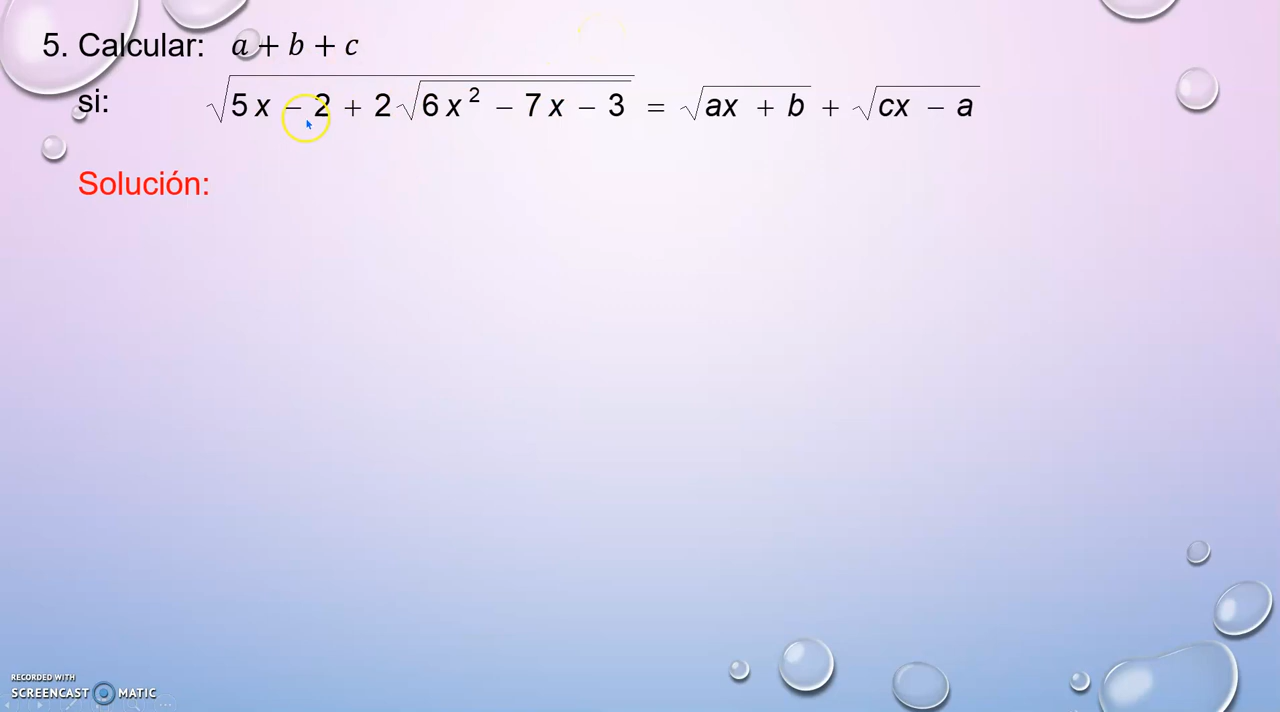 5. Calcular: a + b + c
si: √(5x − 2 + 2√(6x² − 7x − 3)) = √(ax + b) + √(cx − a)
Solución:
RECORDED WITH
SCREENCAST MATIC